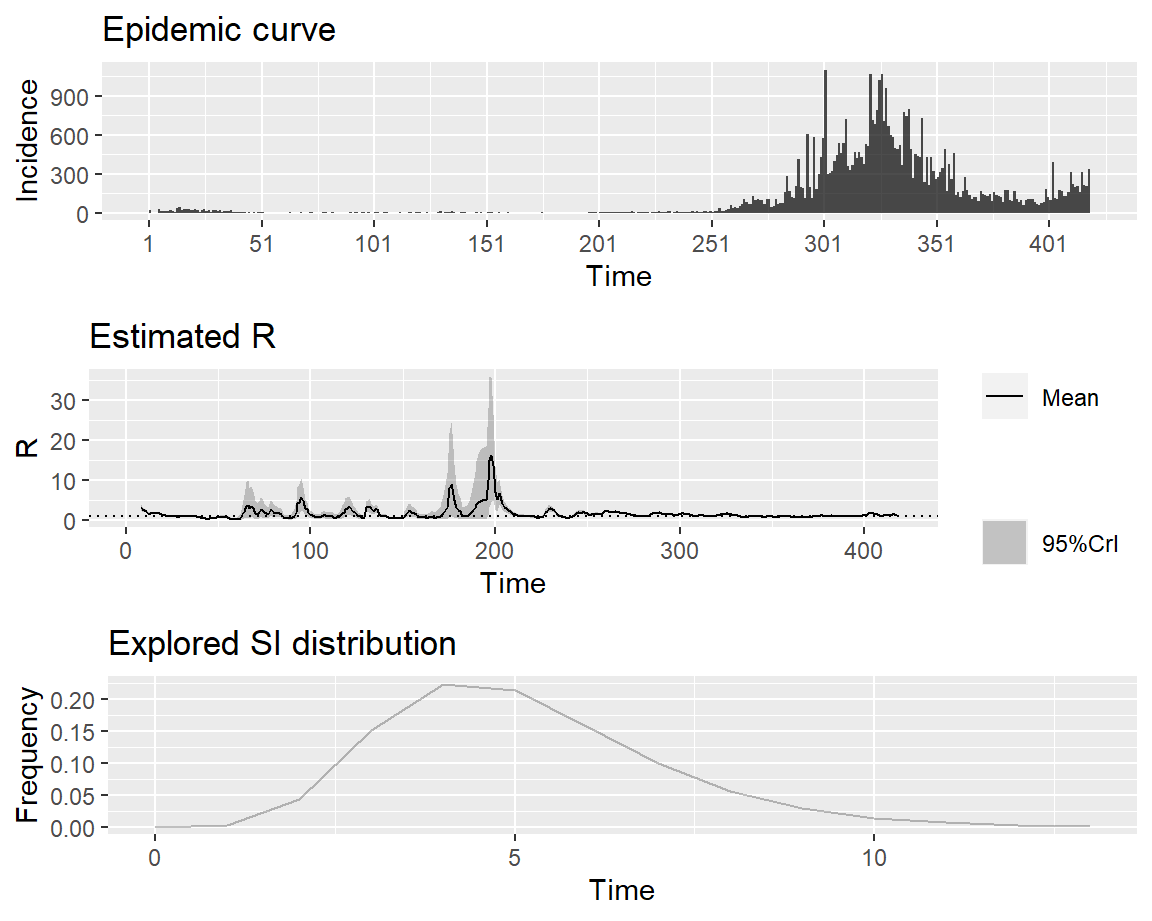 Epidemic curve
900
600
300
0
Incidence
1 51 101 151 201 251 301 351 401
Time
Estimated R
30
20
10
0
R
0 100 200 300 400
Time
Mean
95%CrI
Explored SI distribution
0.20
0.15
0.10
0.05
0.00
Frequency
0 5 10
Time